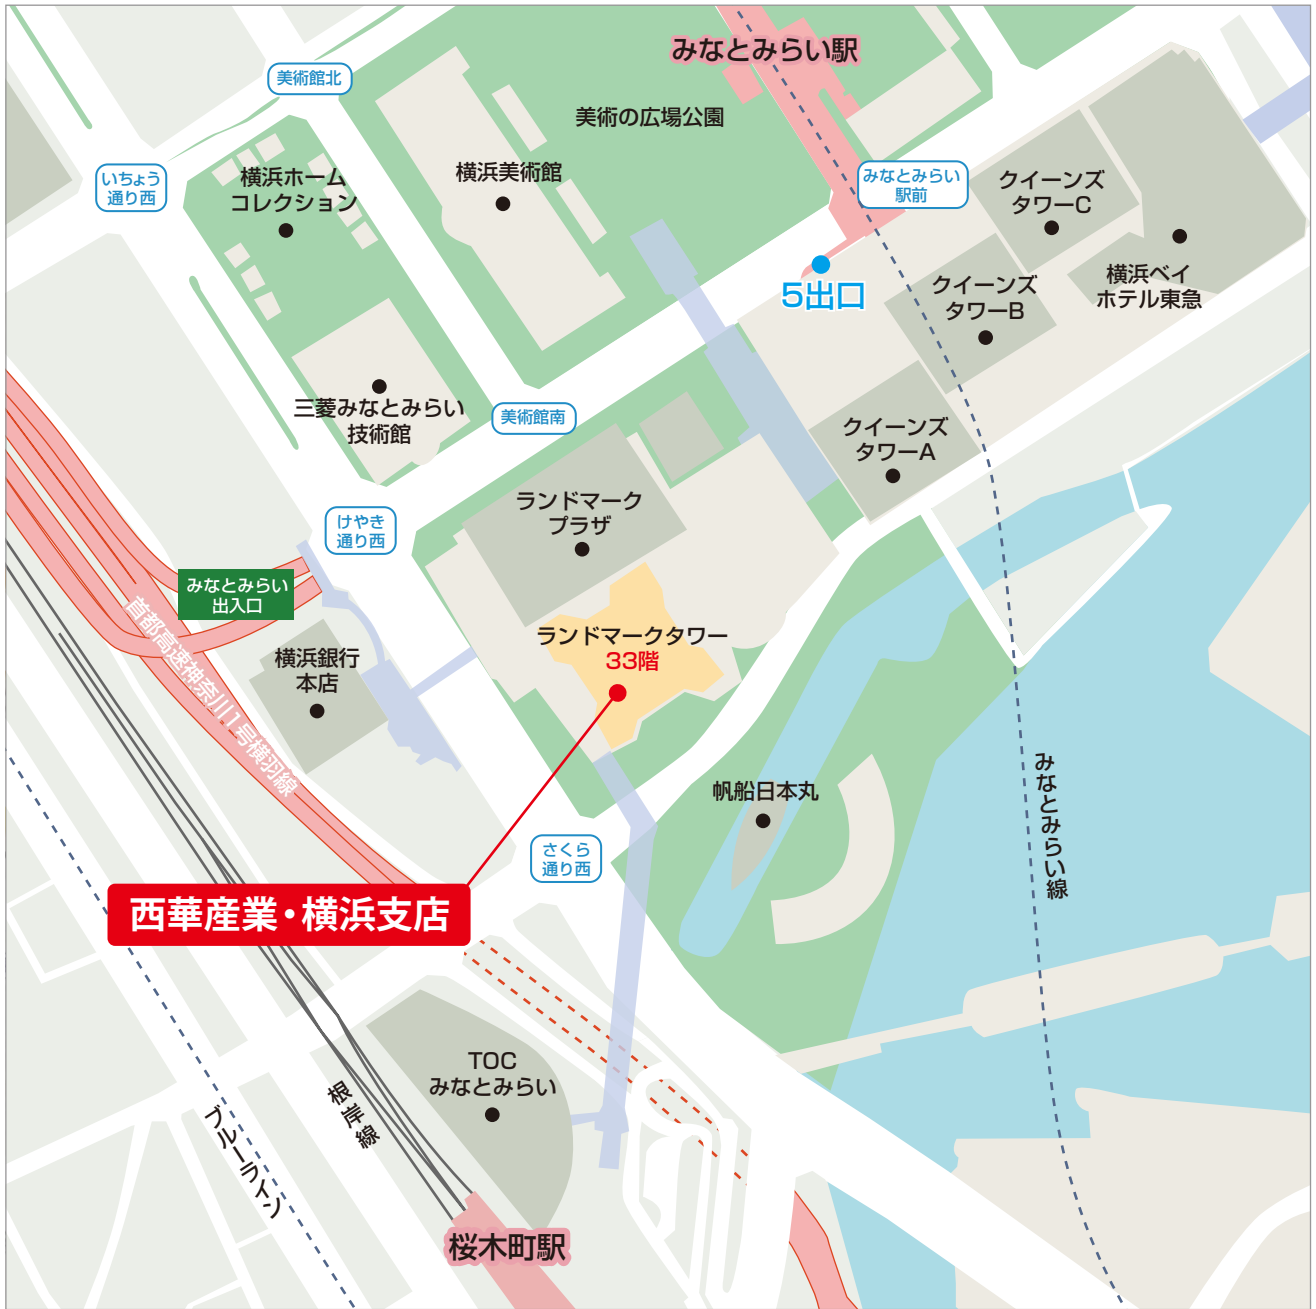 みなとみらい駅
美術館北
美術の広場公園
いちょう
通り西
横浜ホーム
コレクション
横浜美術館
みなとみらい
駅前
クイーンズ
タワーC
5出口
クイーンズ
タワーB
横浜ベイ
ホテル東急
三菱みなとみらい
技術館
美術館南
クイーンズ
タワーA
けやき
通り西
ランドマーク
プラザ
みなとみらい
出入口
首都高速神奈川1号横羽線
横浜銀行
本店
ランドマークタワー
33階
帆船日本丸
みなとみらい線
さくら
通り西
西華産業・横浜支店
TOC
みなとみらい
根岸線
ブルーライン
桜木町駅